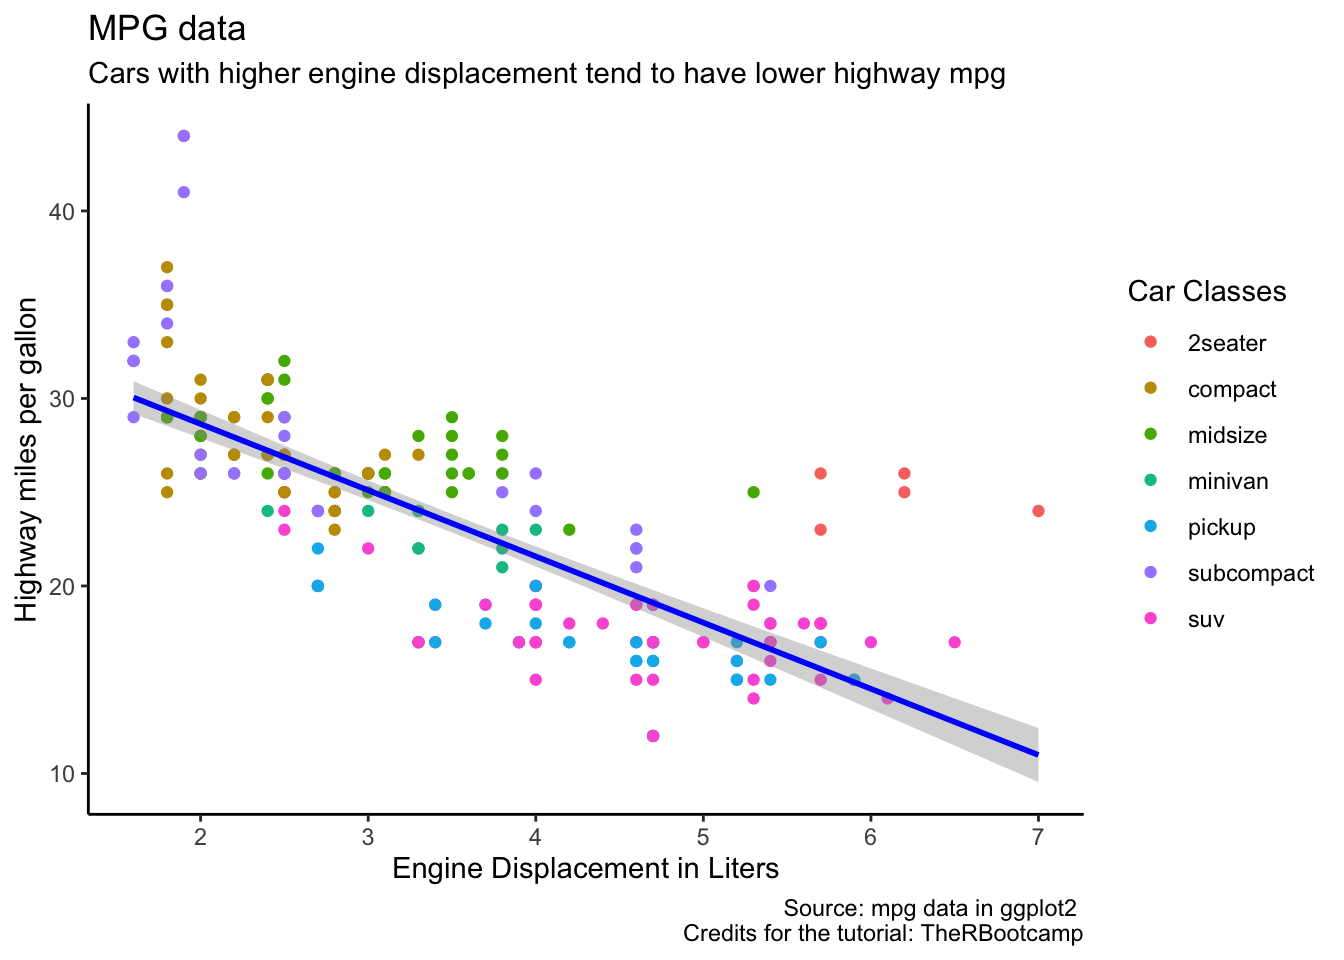 MPG data
Cars with higher engine displacement tend to have lower highway mpg
Highway miles per gallon
40
30
20
10
2 3 4 5 6 7
Engine Displacement in Liters
Car Classes
2seater
compact
midsize
minivan
pickup
subcompact
suv
Source: mpg data in ggplot2
Credits for the tutorial: TheRBootcamp